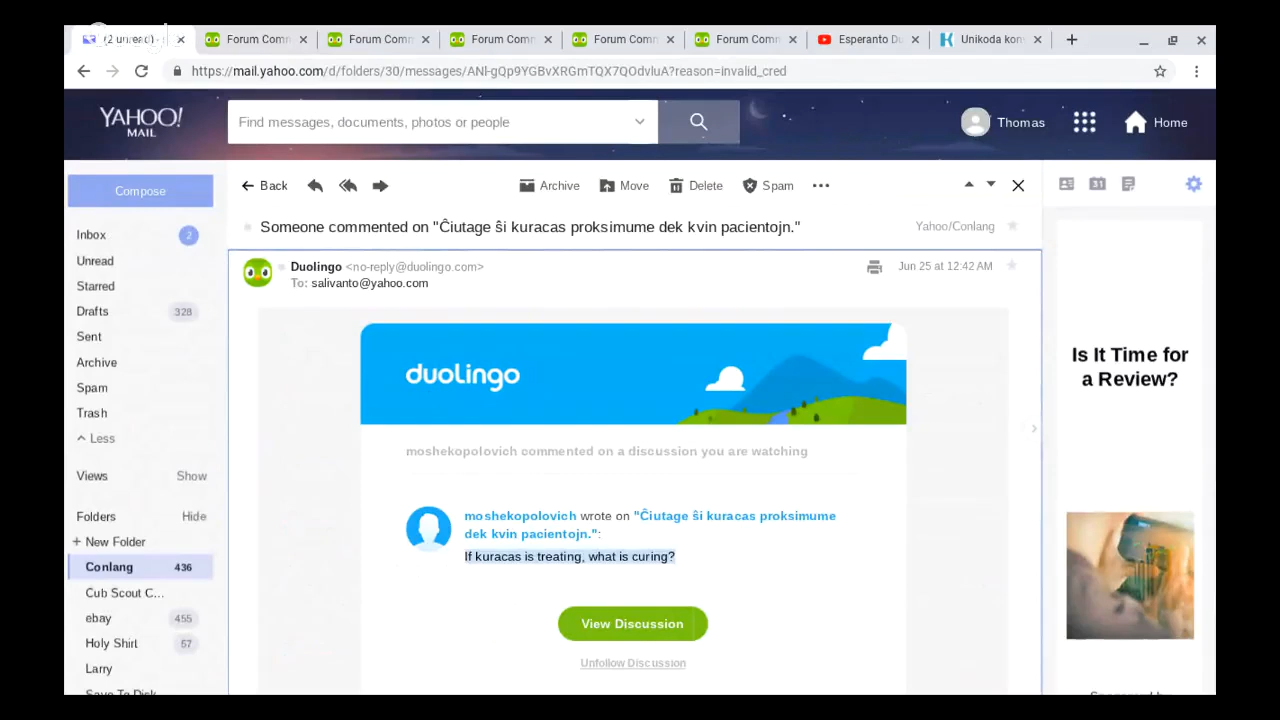 (2 unread) -
Forum Comm
Forum Comm
Forum Comm
Forum Comm
Forum Comm
Esperanto Du
Unikoda kon
https://mail.yahoo.com/d/folders/30/messages/ANl-gQp9YGBvXRGmTQX7QOdvluA?reason=invalid_cred
YAHOO!
MAIL
Find messages, documents, photos or people
Thomas
Home
Compose
Back
Archive
Move
Delete
Spam
31
Inbox
2
Someone commented on "Ĉiutage ŝi kuracas proksimume dek kvin pacientojn."
Yahoo/Conlang
Unread
Starred
Drafts
328
Sent
Archive
Spam
Trash
Less
Views
Show
Folders
Hide
+ New Folder
Conlang
436
Cub Scout C...
ebay
455
Holy Shirt
57
Larry
Save To Disk
Duolingo <no-reply@duolingo.com>
Jun 25 at 12:42 AM
To: salivanto@yahoo.com
duolingo
moshekopolovich commented on a discussion you are watching
moshekopolovich wrote on "Ĉiutage ŝi kuracas proksimume
dek kvin pacientojn.":
If kuracas is treating, what is curing?
View Discussion
Unfollow Discussion
Is It Time for
a Review?